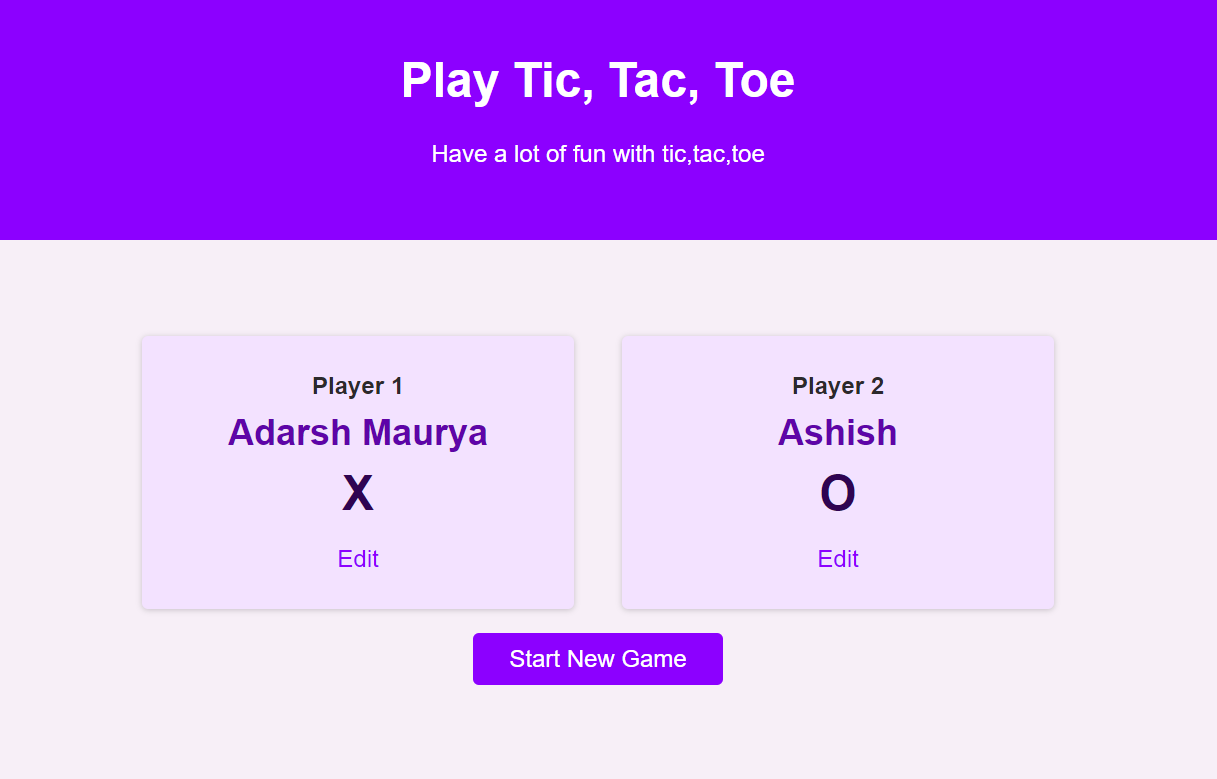 Play Tic, Tac, Toe
Have a lot of fun with tic,tac,toe
Player 1
Adarsh Maurya
X
Edit
Player 2
Ashish
O
Edit
Start New Game